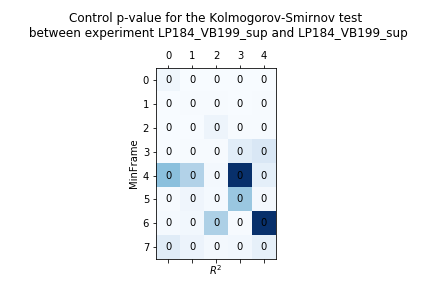 Control p-value for the Kolmogorov-Smirnov test
between experiment LP184_VB199_sup and LP184_VB199_sup
0 1 2 3 4
0 0 0 0 0 0
1 0 0 0 0 0
2 0 0 0 0 0
3 0 0 0 0 0
4 0 0 0 0 0
5 0 0 0 0 0
6 0 0 0 0 0
7 0 0 0 0 0
MinFrame
R²